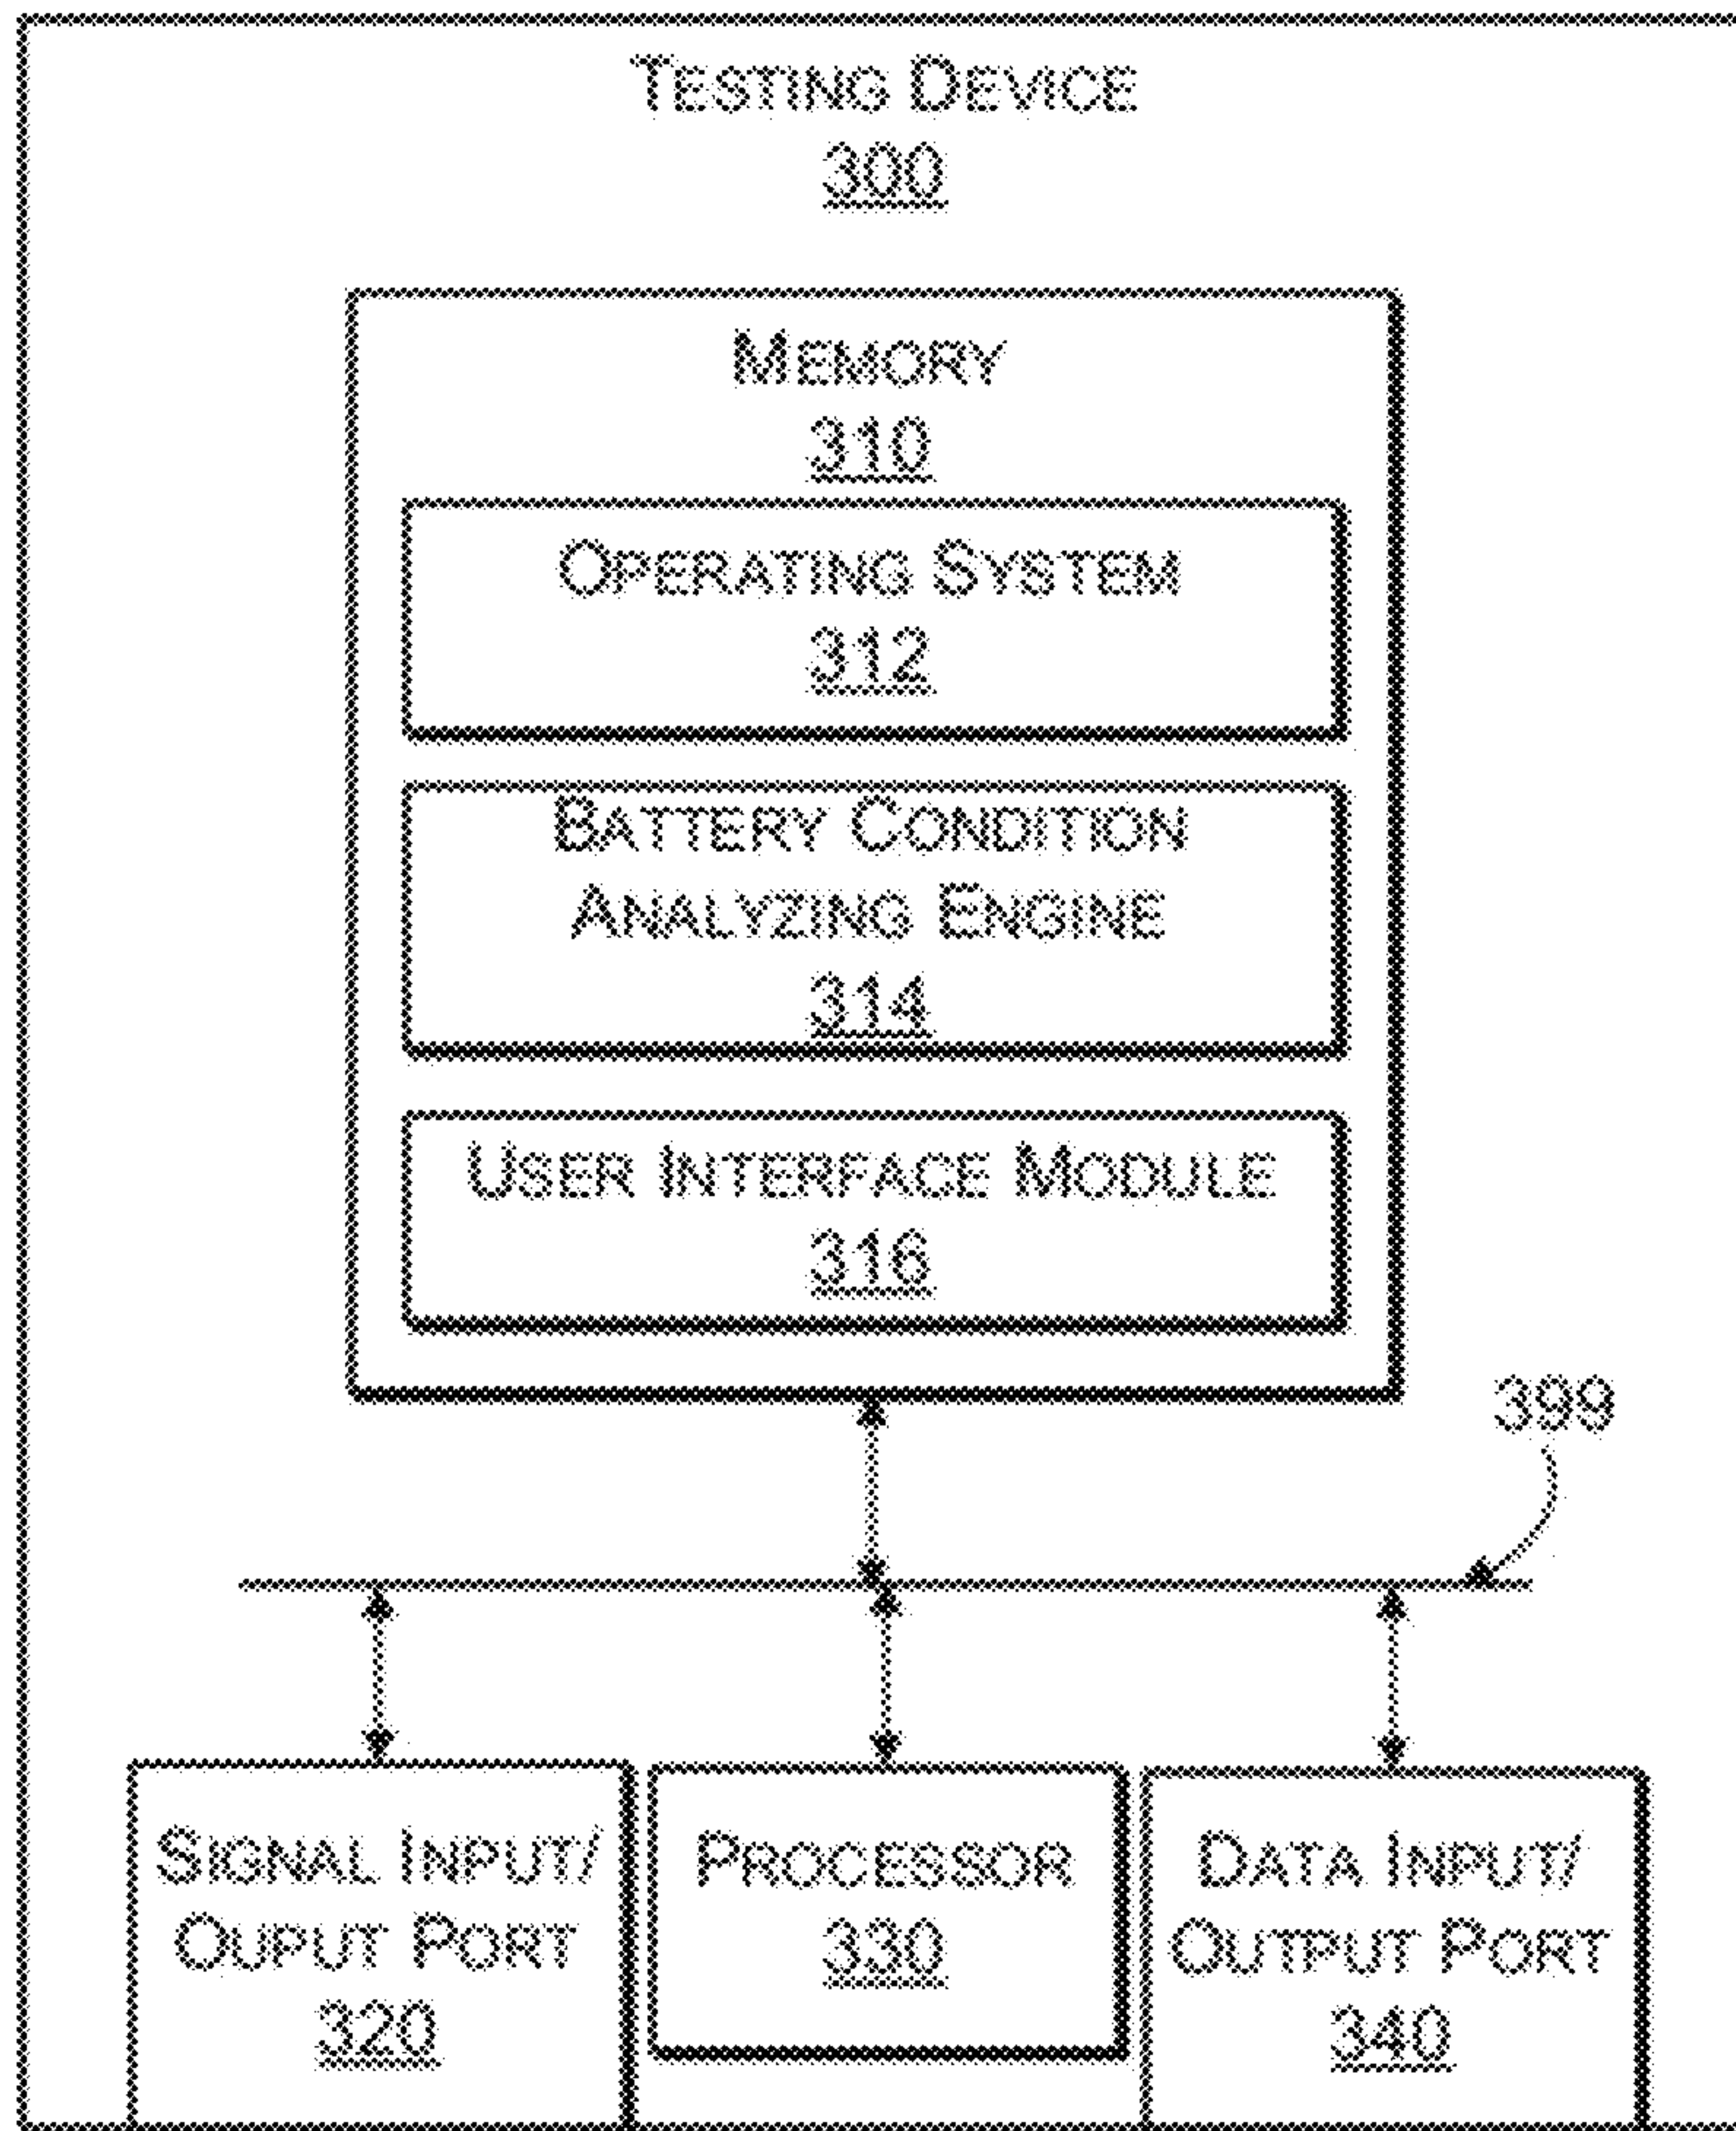 TESTING DEVICE
300
MEMORY
310
OPERATING SYSTEM
312
BATTERY CONDITION
ANALYZING ENGINE
314
USER INTERFACE MODULE
316
399
SIGNAL INPUT/
OUPUT PORT
320
PROCESSOR
330
DATA INPUT/
OUTPUT PORT
340